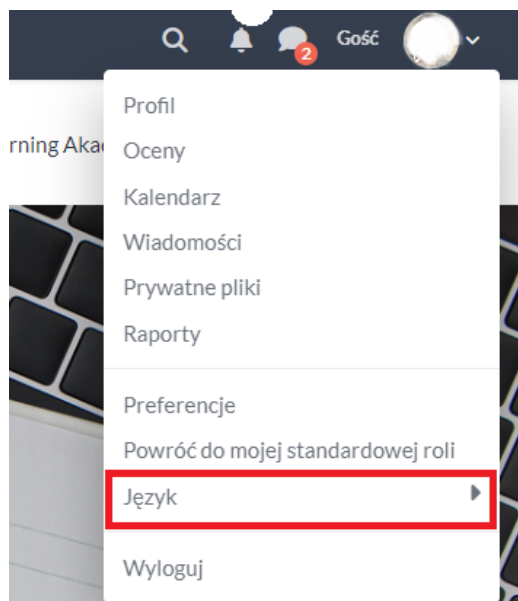 2
Gość
rning Aka
Profil
Oceny
Kalendarz
Wiadomości
Prywatne pliki
Raporty
Preferencje
Powróć do mojej standardowej roli
Język
Wyloguj